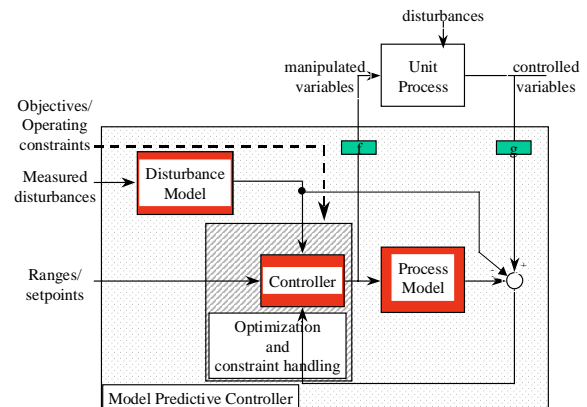 disturbances
manipulated
variables
Unit
Process
controlled
variables
Objectives/
Operating
constraints
f
g
Measured
disturbances
Disturbance
Model
Ranges/
setpoints
Controller
Process
Model
+
-
-
Optimization
and
constraint handling
Model Predictive Controller